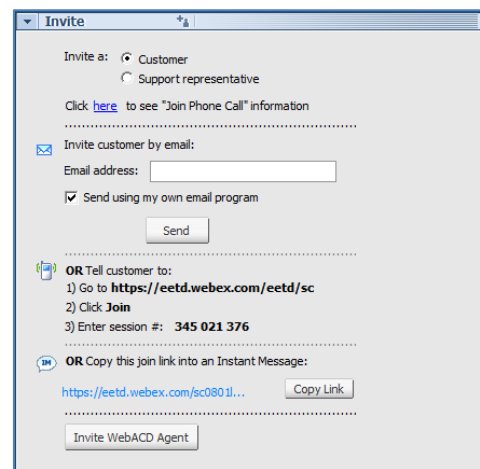 Invite
Invite a: Customer
Support representative
Click here to see "Join Phone Call" information
Invite customer by email:
Email address:
Send using my own email program
Send
OR Tell customer to:
1) Go to https://eetd.webex.com/eetd/sc
2) Click Join
3) Enter session #: 345 021 376
IM OR Copy this join link into an Instant Message:
https://eetd.webex.com/sc0801l... Copy Link
Invite WebACD Agent